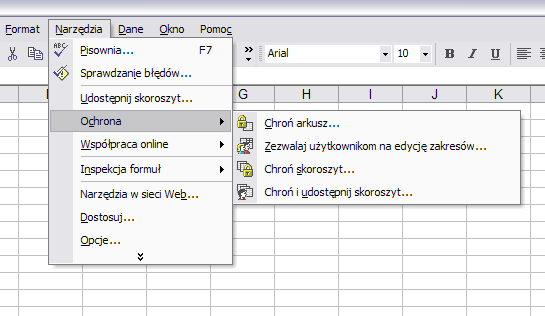 Format Narzędzia Dane Okno Pomoc
Arial 10 B I U
G H I J K
Pisownia... F7
Sprawdzanie błędów...
Udostępnij skoroszyt...
Ochrona
Współpraca online
Inspekcja formuł
Narzędzia w sieci Web...
Dostosuj...
Opcje...
Chroń arkusz...
Zezwalaj użytkownikom na edycję zakresów...
Chroń skoroszyt...
Chroń i udostępnij skoroszyt...